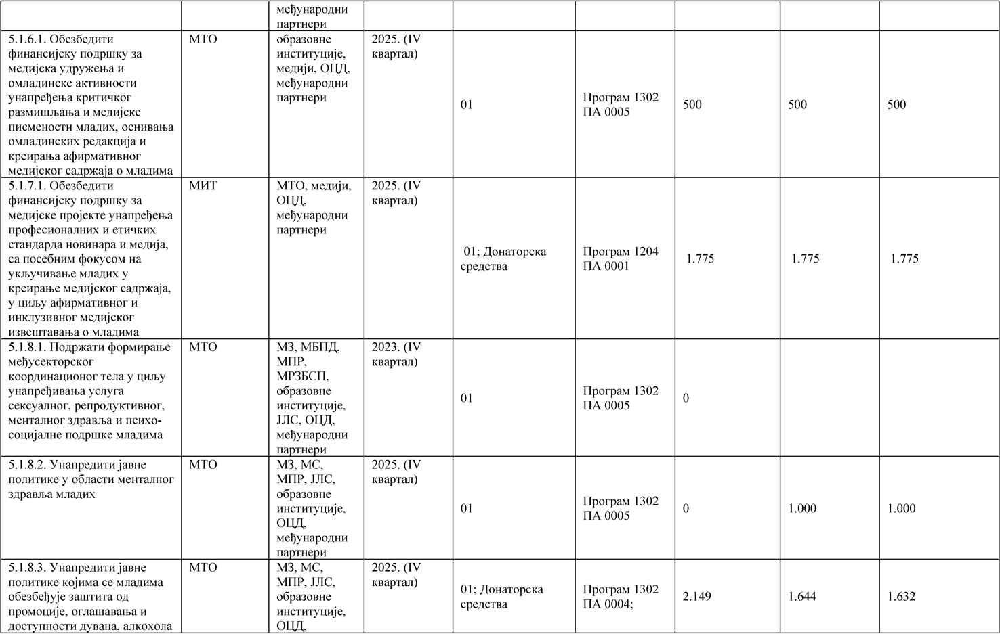 међународни
партнери
5.1.6.1. Обезбедити
финансијску подршку за
медијска удружења и
омладинске активности
унапређења критичког
размишљања и медијске
писмености младих, оснивања
омладинских редакција и
креирања афирмативног
медијског садржаја о младима
МТО
образовне
институције,
медији, ОЦД,
међународни
партнери
2025. (IV
квартал)
01
Програм 1302
ПА 0005
500
500
500
5.1.7.1. Обезбедити
финансијску подршку за
медијске пројекте унапређења
професионалних и етичких
стандарда новинара и медија,
са посебним фокусом на
укључивање младих у
креирање медијског садржаја,
у циљу афирмативног и
инклузивног медијског
извештавања о младима
МИТ
МТО, медији,
ОЦД,
међународни
партнери
2025. (IV
квартал)
01; Донаторска
средства
Програм 1204
ПА 0001
1.775
1.775
1.775
5.1.8.1. Подржати формирање
међусекторског
координационог тела у циљу
унапређивања услуга
сексуалног, репродуктивног,
менталног здравља и психо-
социјалне подршке младима
МТО
МЗ, МБПД,
МПР,
МРЗБСП,
образовне
институције,
ЈЛС, ОЦД,
међународни
партнери
2023. (IV
квартал)
01
Програм 1302
ПА 0005
0
5.1.8.2. Унапредити јавне
политике у области менталног
здравља младих
МТО
МЗ, МС,
МПР, ЈЛС,
образовне
институције,
ОЦД,
међународни
партнери
2025. (IV
квартал)
01
Програм 1302
ПА 0005
0
1.000
1.000
5.1.8.3. Унапредити јавне
политике којима се младима
обезбеђује заштита од
промоције, оглашавања и
доступности дувана, алкохола
МТО
МЗ, МС,
МПР, ЈЛС,
образовне
институције,
ОЦД,
2025. (IV
квартал)
01; Донаторска
средства
Програм 1302
ПА 0004;
2.149
1.644
1.632